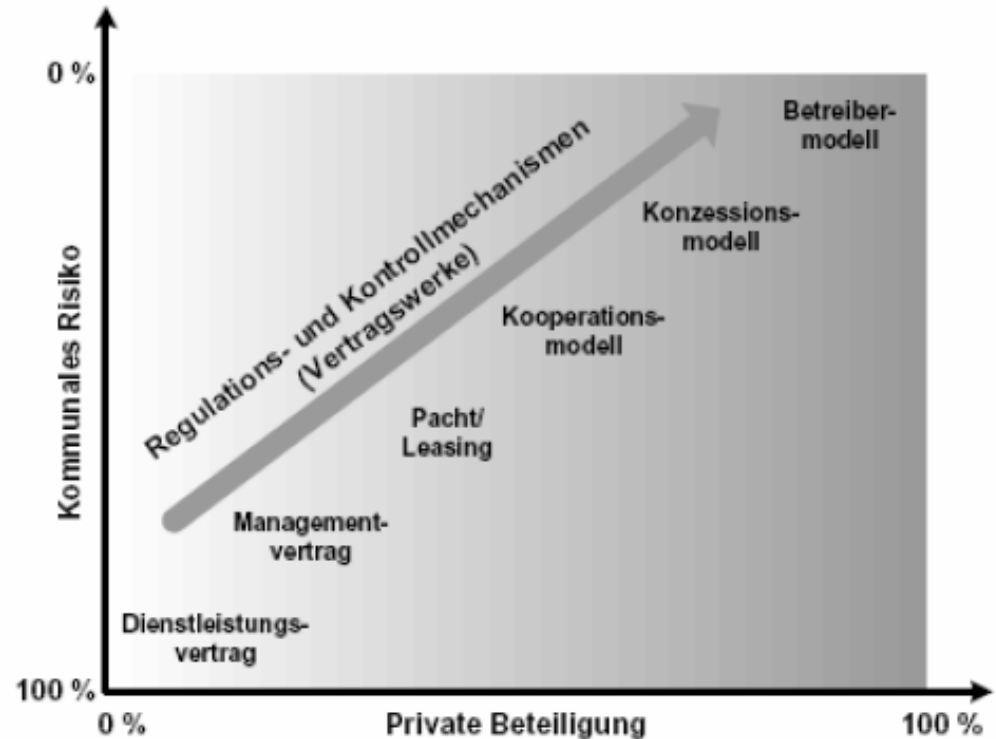 0 %
Betreiber-
modell
Regulations- und Kontrollmechanismen
(Vertragswerke)
Konzessions-
modell
Kommunales Risiko
Kooperations-
modell
Pacht/
Leasing
Management-
vertrag
Dienstleistungs-
vertrag
100 %
0 %
Private Beteiligung
100 %